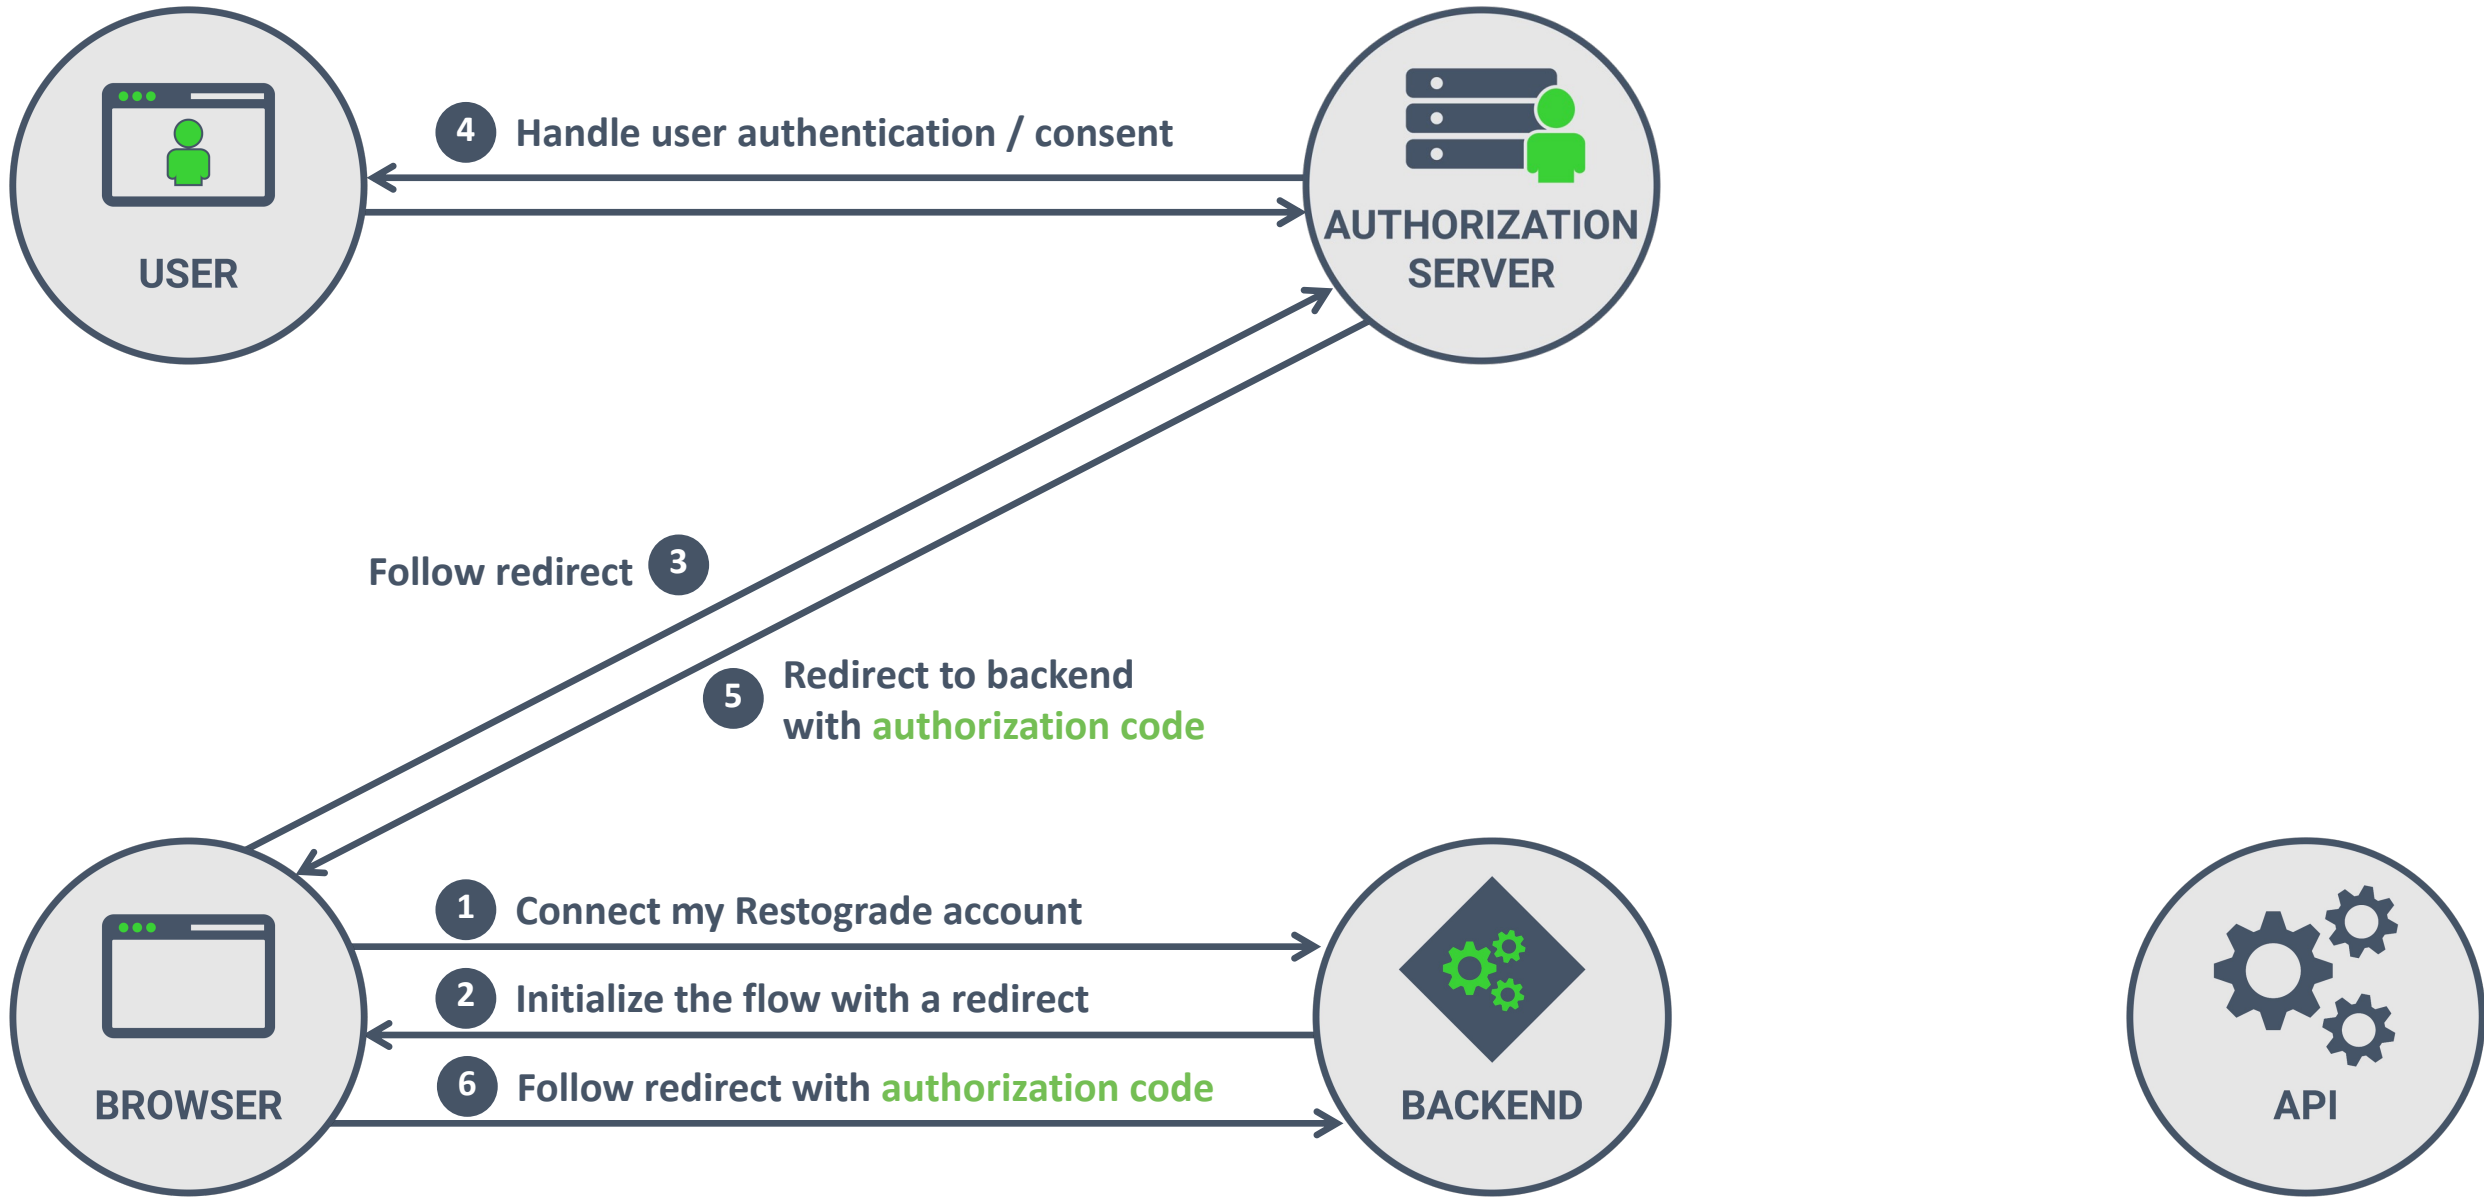 4 Handle user authentication / consent
USER
AUTHORIZATION
SERVER
Follow redirect 3
5 Redirect to backend
with authorization code
1 Connect my Restograde account
2 Initialize the flow with a redirect
6 Follow redirect with authorization code
BROWSER
BACKEND
API